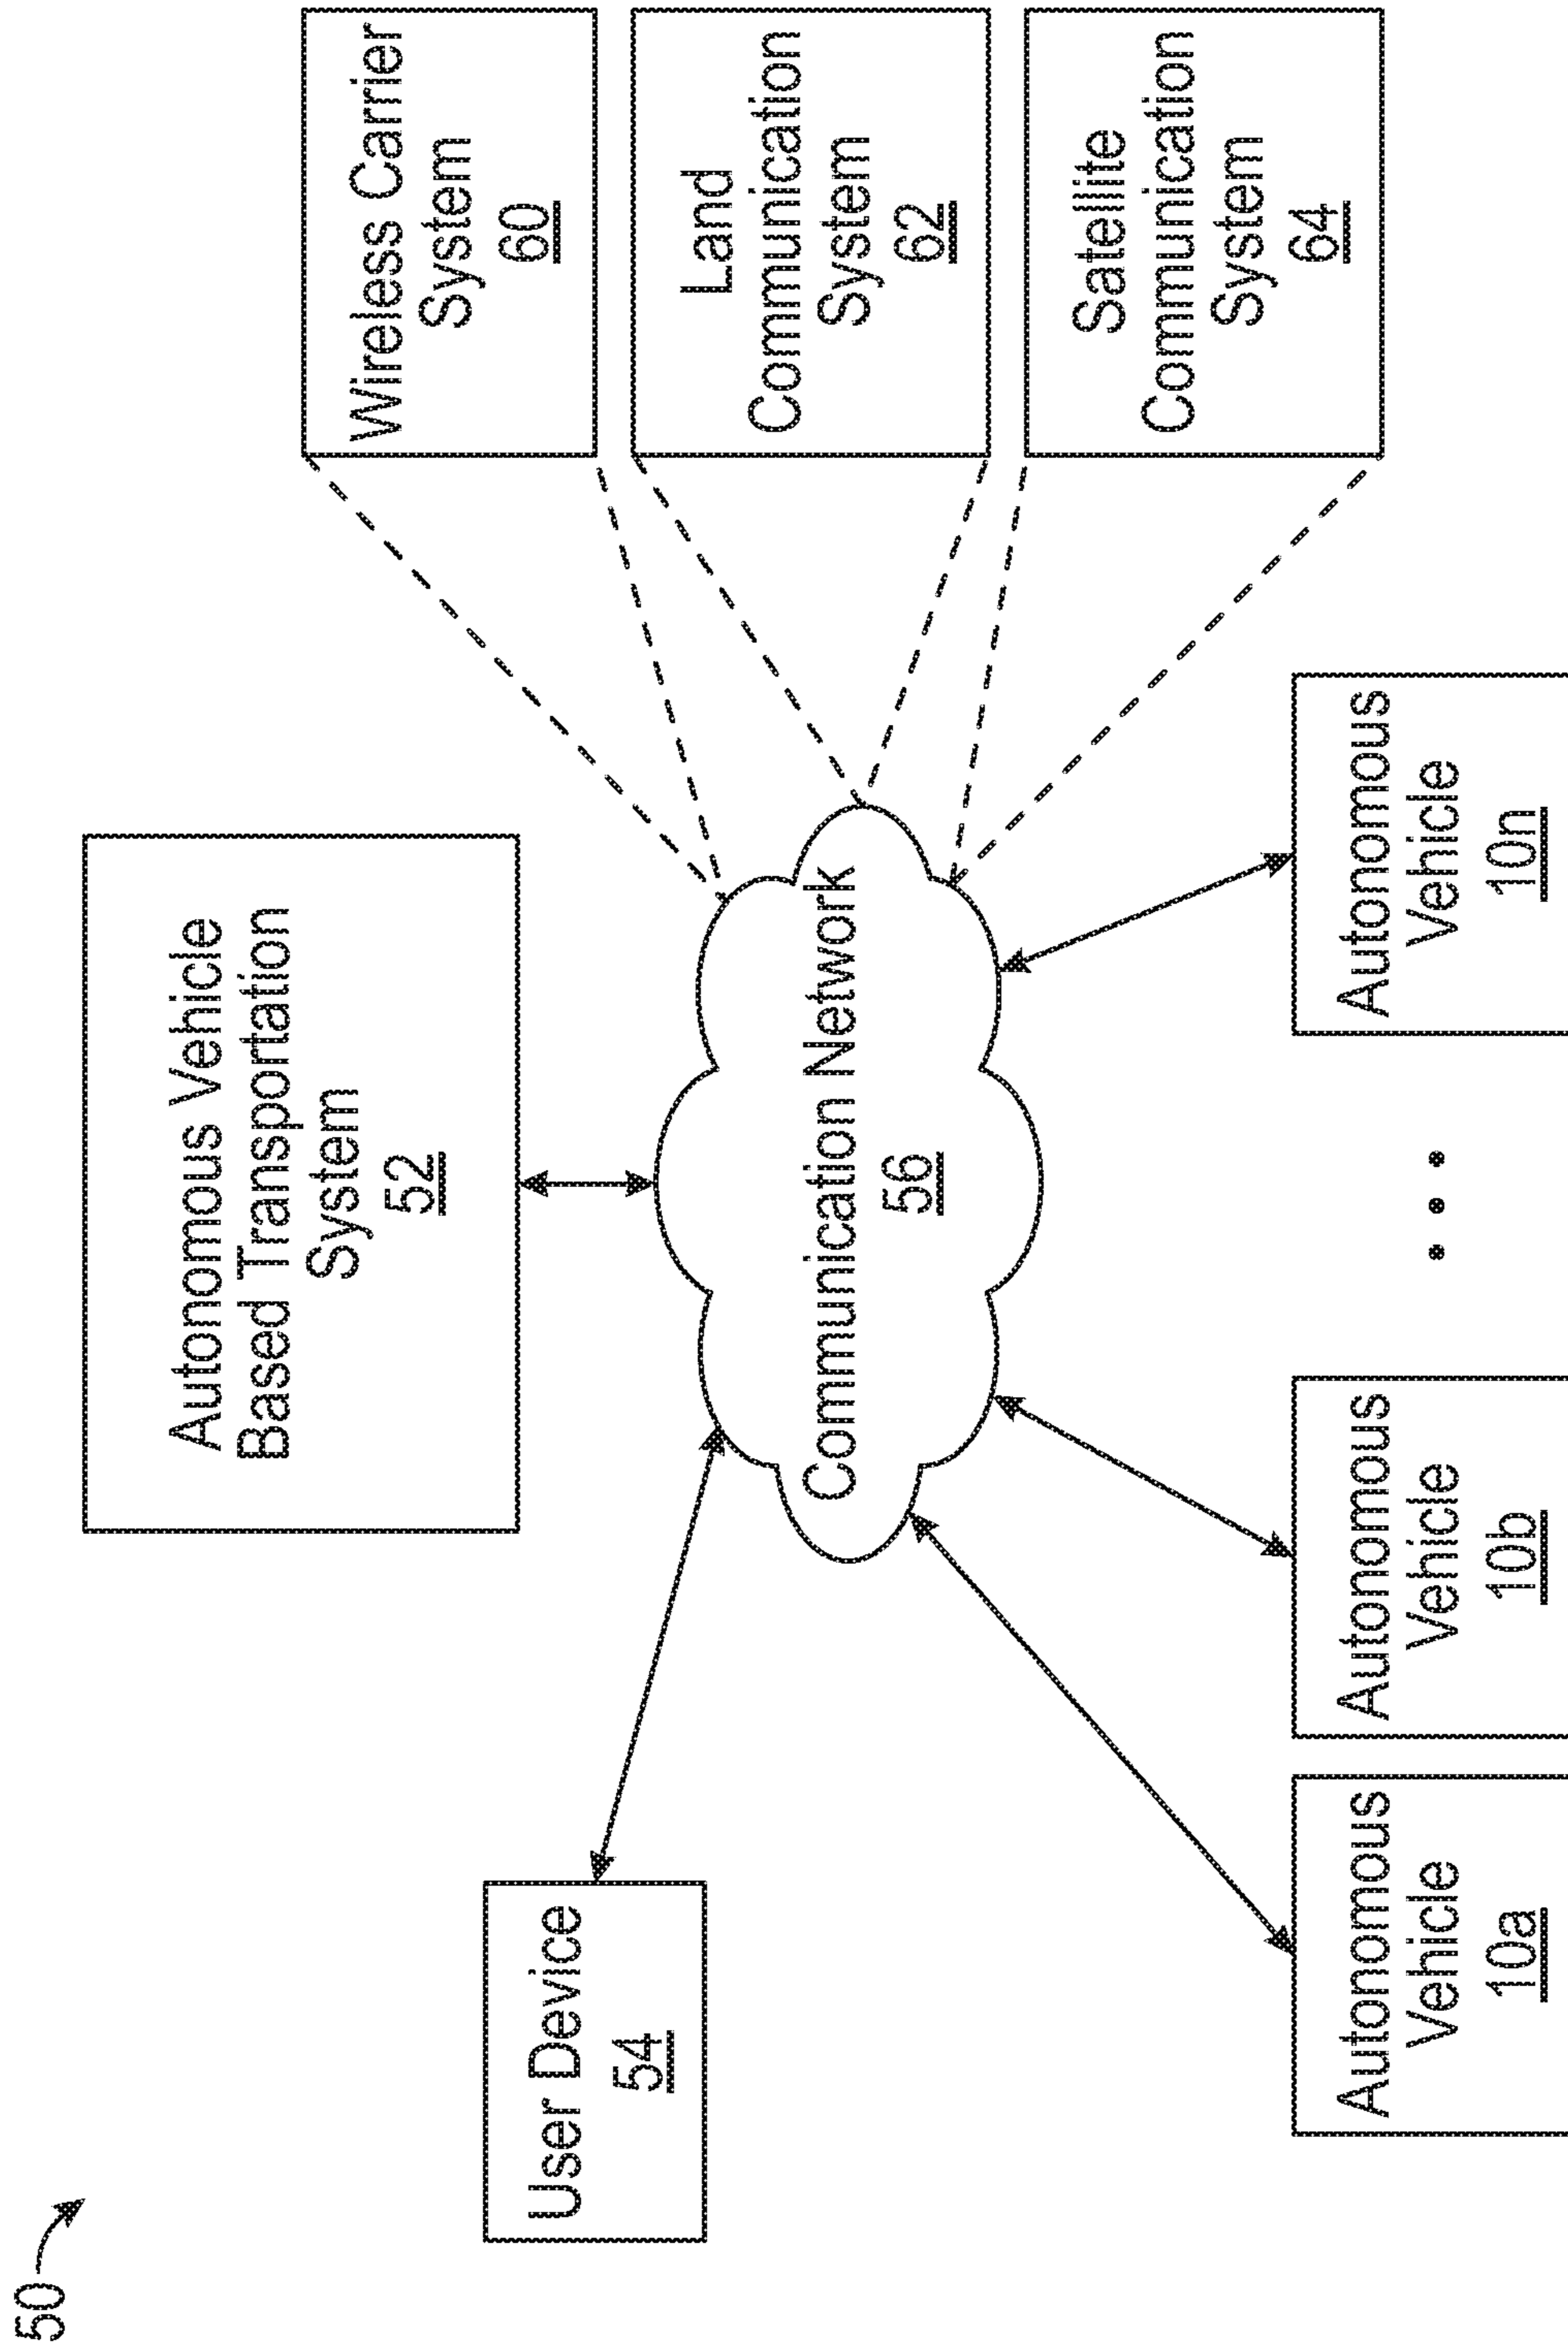 50
Autonomous Vehicle
Based Transportation
System
52
User Device
54
Communication Network
56
Wireless Carrier
System
60
Land
Communication
System
62
Satellite
Communication
System
64
Autonomous
Vehicle
10a
Autonomous
Vehicle
10b
Autonomous
Vehicle
10n